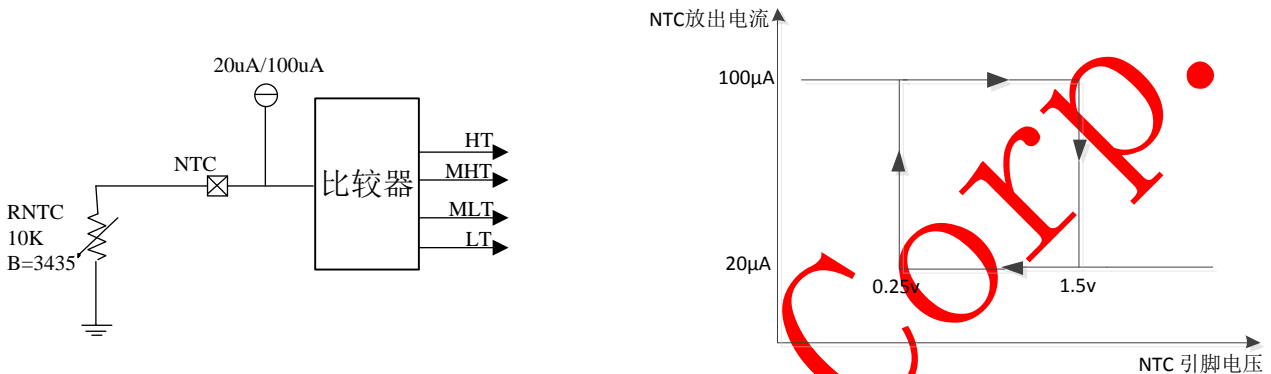 20uA/100uA
NTC
RNTC
10K
B=3435
比较器
HT
MHT
MLT
LT
NTC放出电流
100µA
20µA
0.25v
1.5v
NTC 引脚电压
Corp.